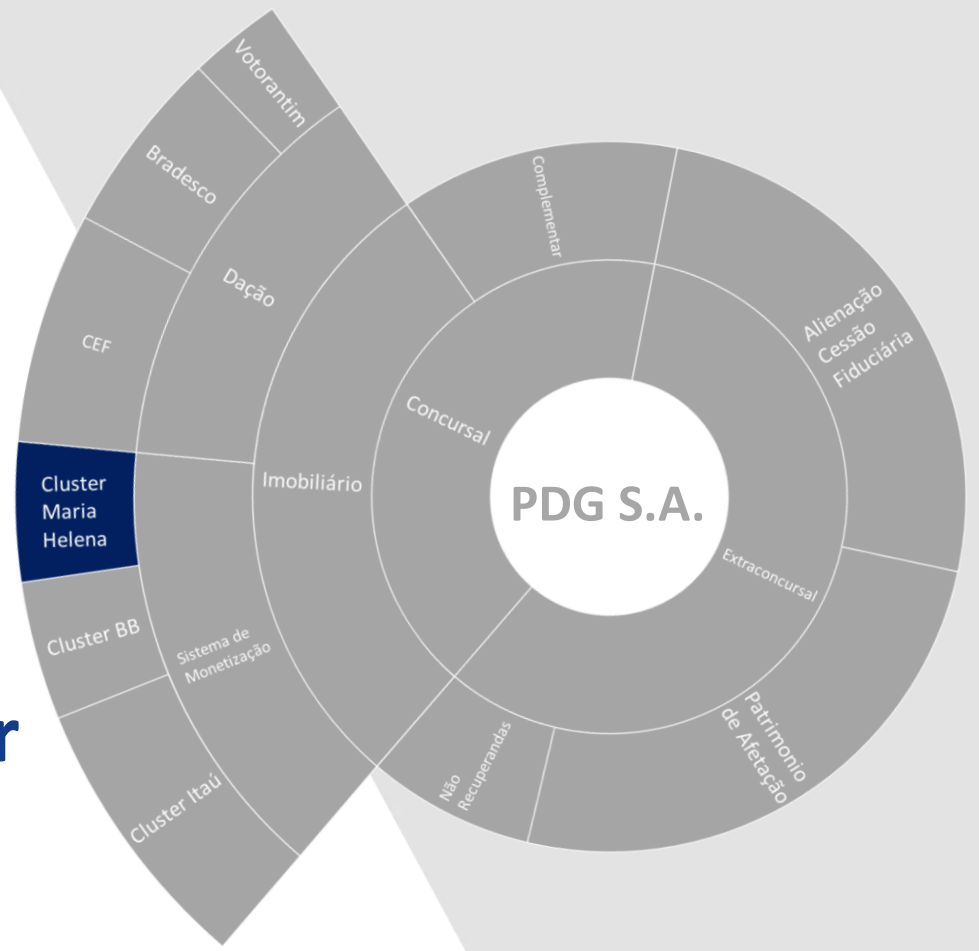 Votorantim
Bradesco
CEF
Dação
Cluster
Maria
Helena
Cluster BB
Cluster Itaú
Sistema de
Monetização
Imobiliário
Complementar
Concursal
PDG S.A.
Alienação
Cessão
Fiduciária
Extraconcursal
Patrimonio
de Afetação
Não
Recuperandas
r